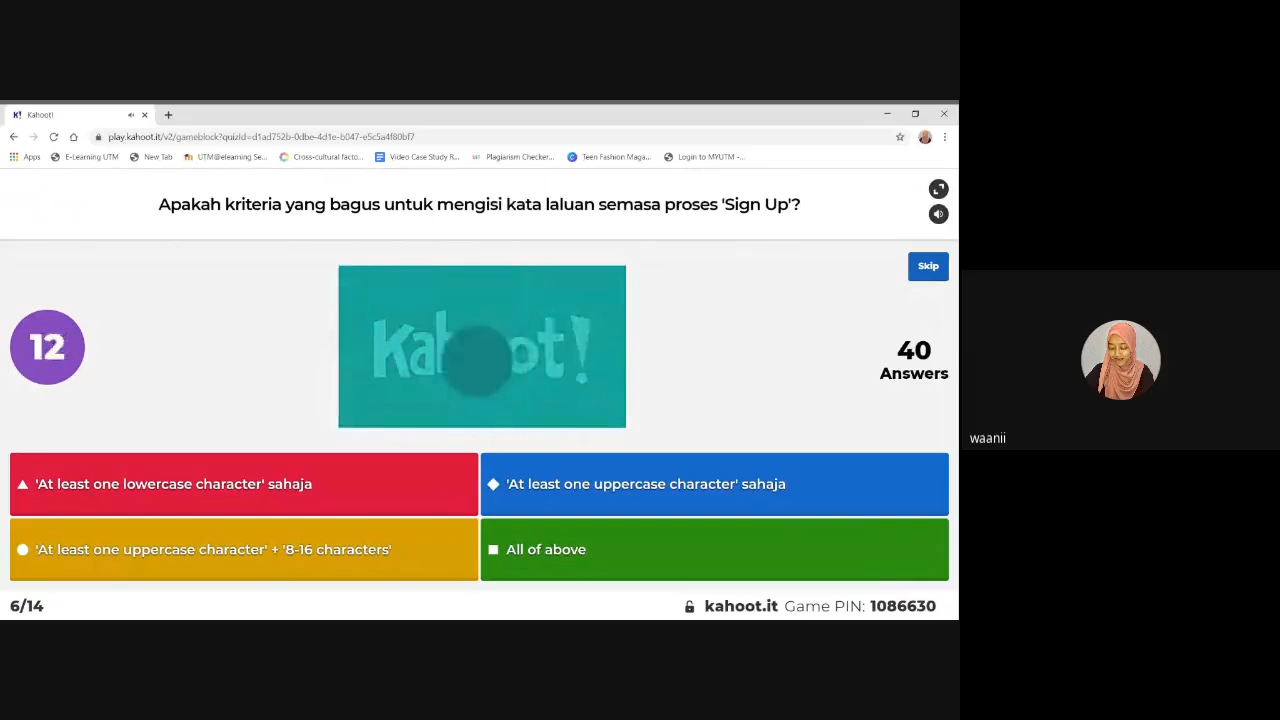 Kahoot!
play.kahoot.it/v2/gameblock?quizId=d1ad752b-0dbe-4d1e-b047-e5c5a4f80bf7
Apps E-Learning UTM New Tab UTM@elearning Se... Cross-cultural facto... Video Case Study R... Plagiarism Checker... Teen Fashion Maga... Login to MYUTM -...
Apakah kriteria yang bagus untuk mengisi kata laluan semasa proses 'Sign Up'?
Skip
Kahoot!
12
40
Answers
waanii
'At least one lowercase character' sahaja
'At least one uppercase character' sahaja
'At least one uppercase character' + '8-16 characters'
All of above
6/14
kahoot.it Game PIN: 1086630